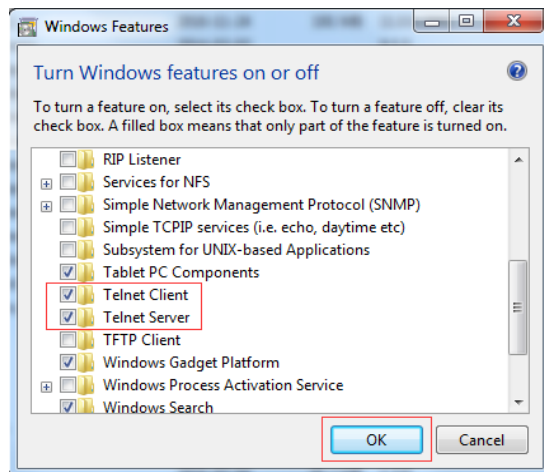 Windows Features
Turn Windows features on or off
To turn a feature on, select its check box. To turn a feature off, clear its
check box. A filled box means that only part of the feature is turned on.
RIP Listener
Services for NFS
Simple Network Management Protocol (SNMP)
Simple TCPIP services (i.e. echo, daytime etc)
Subsystem for UNIX-based Applications
Tablet PC Components
Telnet Client
Telnet Server
TFTP Client
Windows Gadget Platform
Windows Process Activation Service
Windows Search
OK Cancel